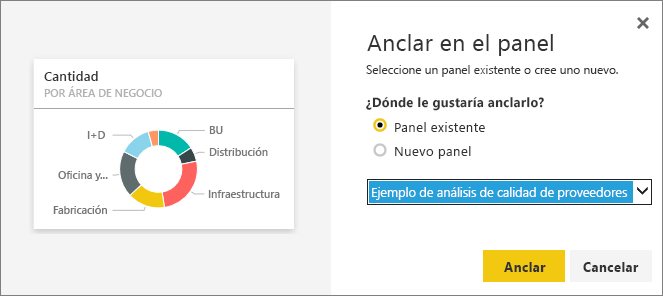 Cantidad
POR ÁREA DE NEGOCIO
I+D
BU
Distribución
Oficina y...
Infraestructura
Fabricación
Anclar en el panel
Seleccione un panel existente o cree uno nuevo.
¿Dónde le gustaría anclarlo?
Panel existente
Nuevo panel
Ejemplo de análisis de calidad de proveedores
Anclar
Cancelar